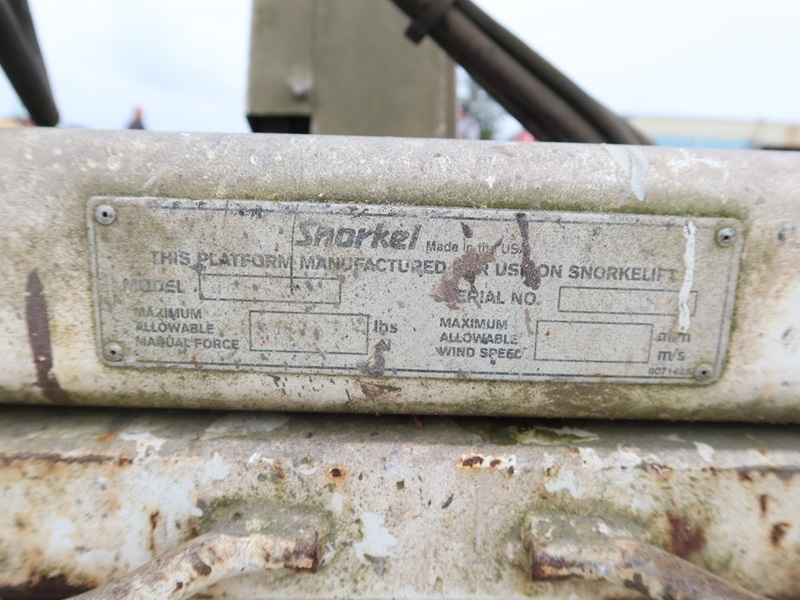 Snorkel Made in the USA
THIS PLATFORM MANUFACTURED FOR USE ON SNORKELIFT
MODEL SERIAL NO.
MAXIMUM ALLOWABLE MANUAL FORCE
lbs
N
MAXIMUM ALLOWABLE WIND SPEED
m/s